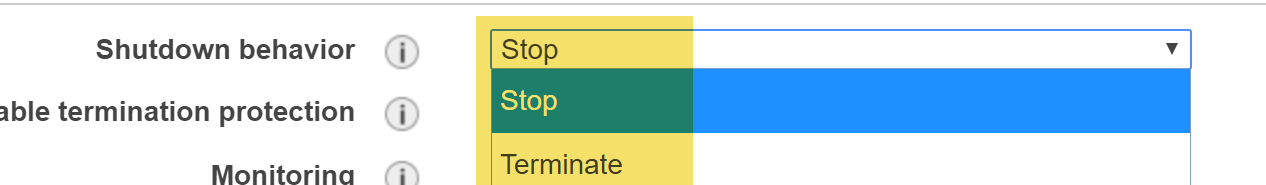 Shutdown behavior i Stop ▼
able termination protection i Stop
Monitoring i Terminate